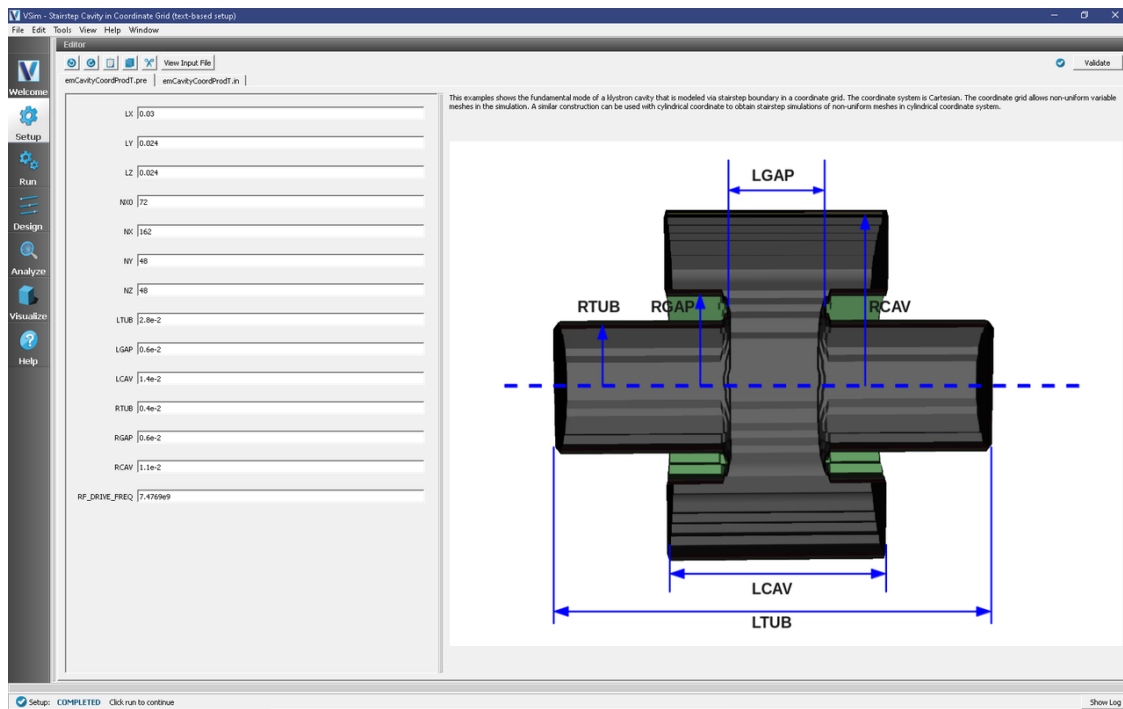 VSim - Stairstep Cavity in Coordinate Grid (text-based setup)
File Edit Tools View Help Window
Editor
View Input File
Validate
emCavityCoordProdT.pre
emCavityCoordProdT.in
Welcome
Setup
Run
Design
Analyze
Visualize
Help
LX 0.03
LY 0.024
LZ 0.024
NX0 72
NX 162
NY 48
NZ 48
LTUB 2.8e-2
LGAP 0.6e-2
LCAV 1.4e-2
RTUB 0.4e-2
RGAP 0.6e-2
RCAV 1.1e-2
RF_DRIVE_FREQ 7.4769e9
This examples shows the fundamental mode of a klystron cavity that is modeled via stairstep boundary in a coordinate grid. The coordinate system is Cartesian. The coordinate grid allows non-uniform variable
meshes in the simulation. A similar construction can be used with cylindrical coordinate to obtain stairstep simulations of non-uniform meshes in cylindrical coordinate system.
LGAP
RTUB
RGAP
RCAV
LCAV
LTUB
Setup: COMPLETED Click run to continue
Show Log